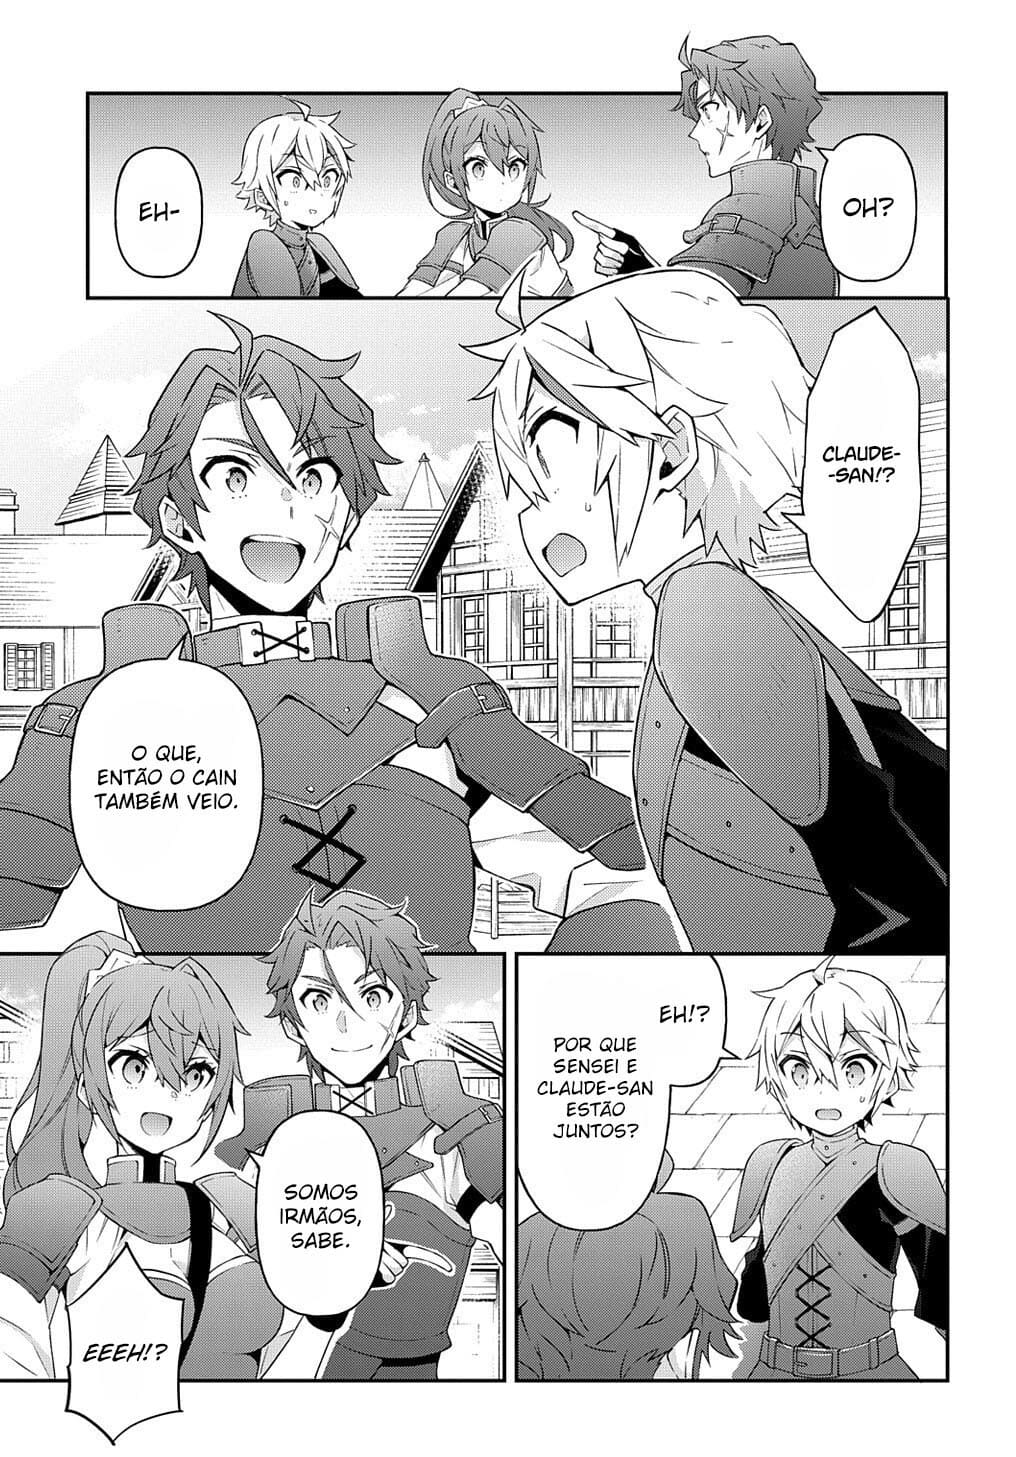 OH?
EH-
CLAUDE-
-SAN!?
O QUE,
ENTÃO O CAIN
TAMBÉM VEIO.
EH!?
POR QUE
SENSEI E
CLAUDE-SAN
ESTÃO
JUNTOS?
SOMOS
IRMÃOS,
SABE.
EEEH!?